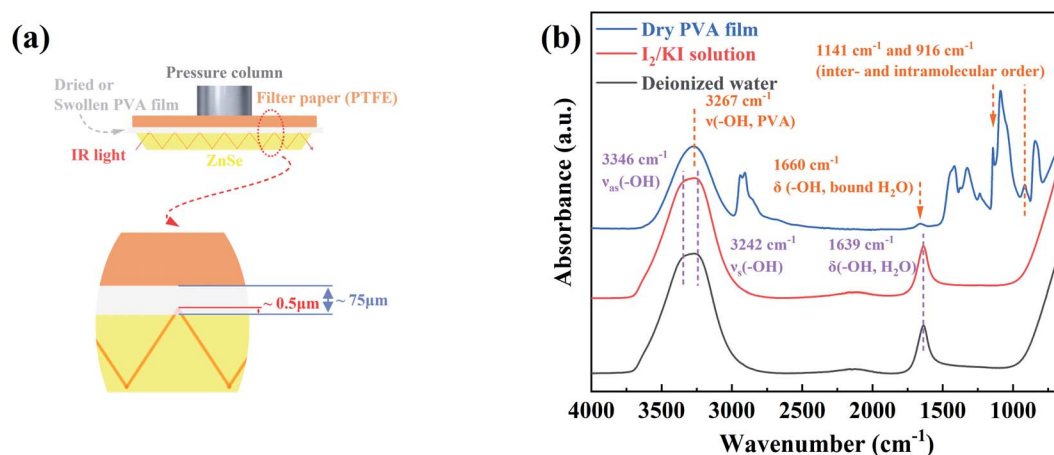 (a)
Pressure column
Dried or
Swollen PVA film
Filter paper (PTFE)
IR light
ZnSe
~ 0.5μm
~ 75μm
(b)
Dry PVA film
I₂/KI solution
Deionized water
1141 cm⁻¹ and 916 cm⁻¹
(inter- and intramolecular order)
3267 cm⁻¹
ν(-OH, PVA)
3346 cm⁻¹
νas(-OH)
1660 cm⁻¹
δ (-OH, bound H₂O)
3242 cm⁻¹
νs(-OH)
1639 cm⁻¹
δ(-OH, H₂O)
Absorbance (a.u.)
4000 3500 3000 2500 2000 1500 1000
Wavenumber (cm⁻¹)